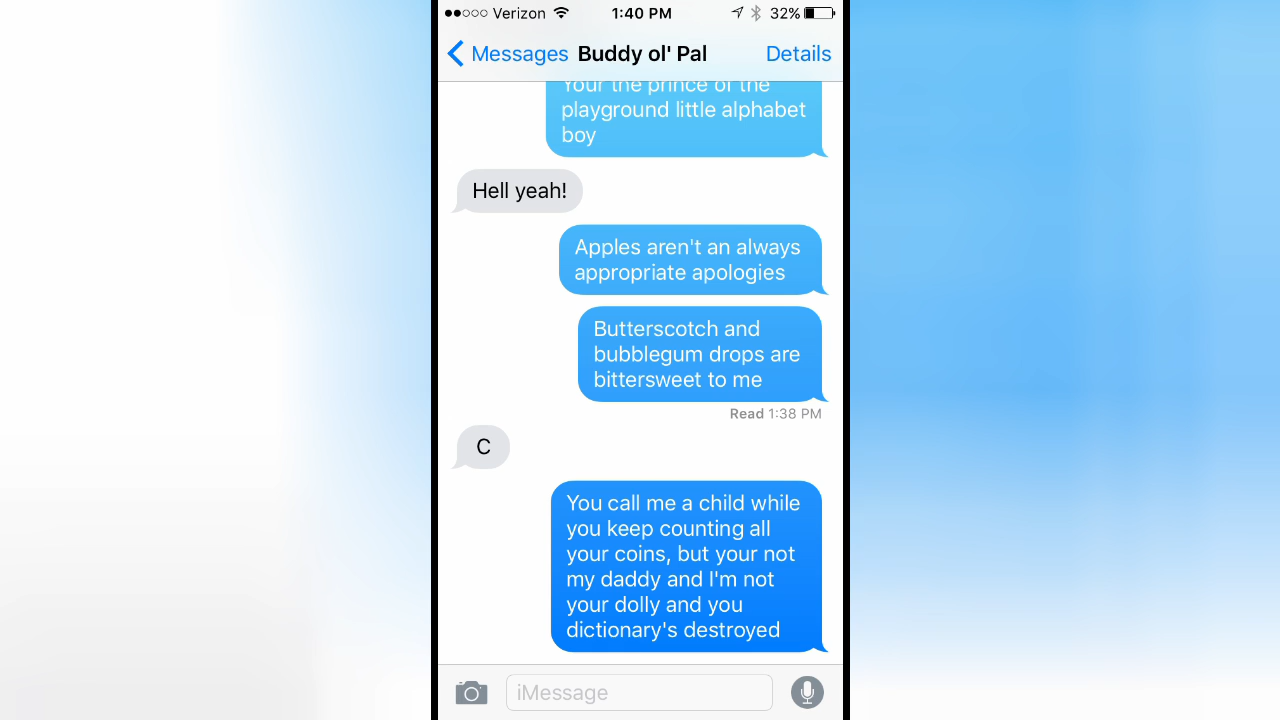 Verizon 1:40 PM 32%
Messages Buddy ol' Pal Details
Your the prince of the
playground little alphabet
boy
Hell yeah!
Apples aren't an always
appropriate apologies
Butterscotch and
bubblegum drops are
bittersweet to me
Read 1:38 PM
C
You call me a child while
you keep counting all
your coins, but your not
my daddy and I'm not
your dolly and you
dictionary's destroyed
iMessage